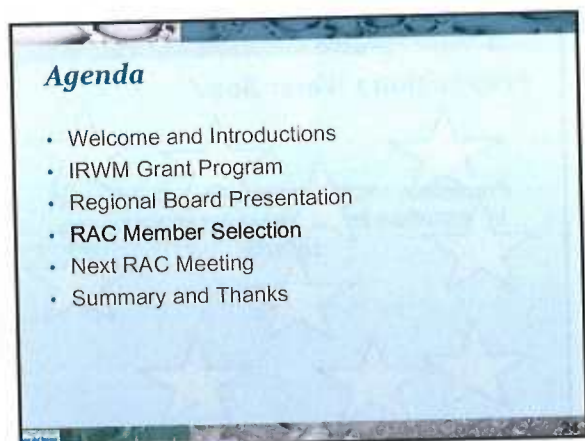 Agenda
• Welcome and Introductions
• IRWM Grant Program
• Regional Board Presentation
• RAC Member Selection
• Next RAC Meeting
• Summary and Thanks